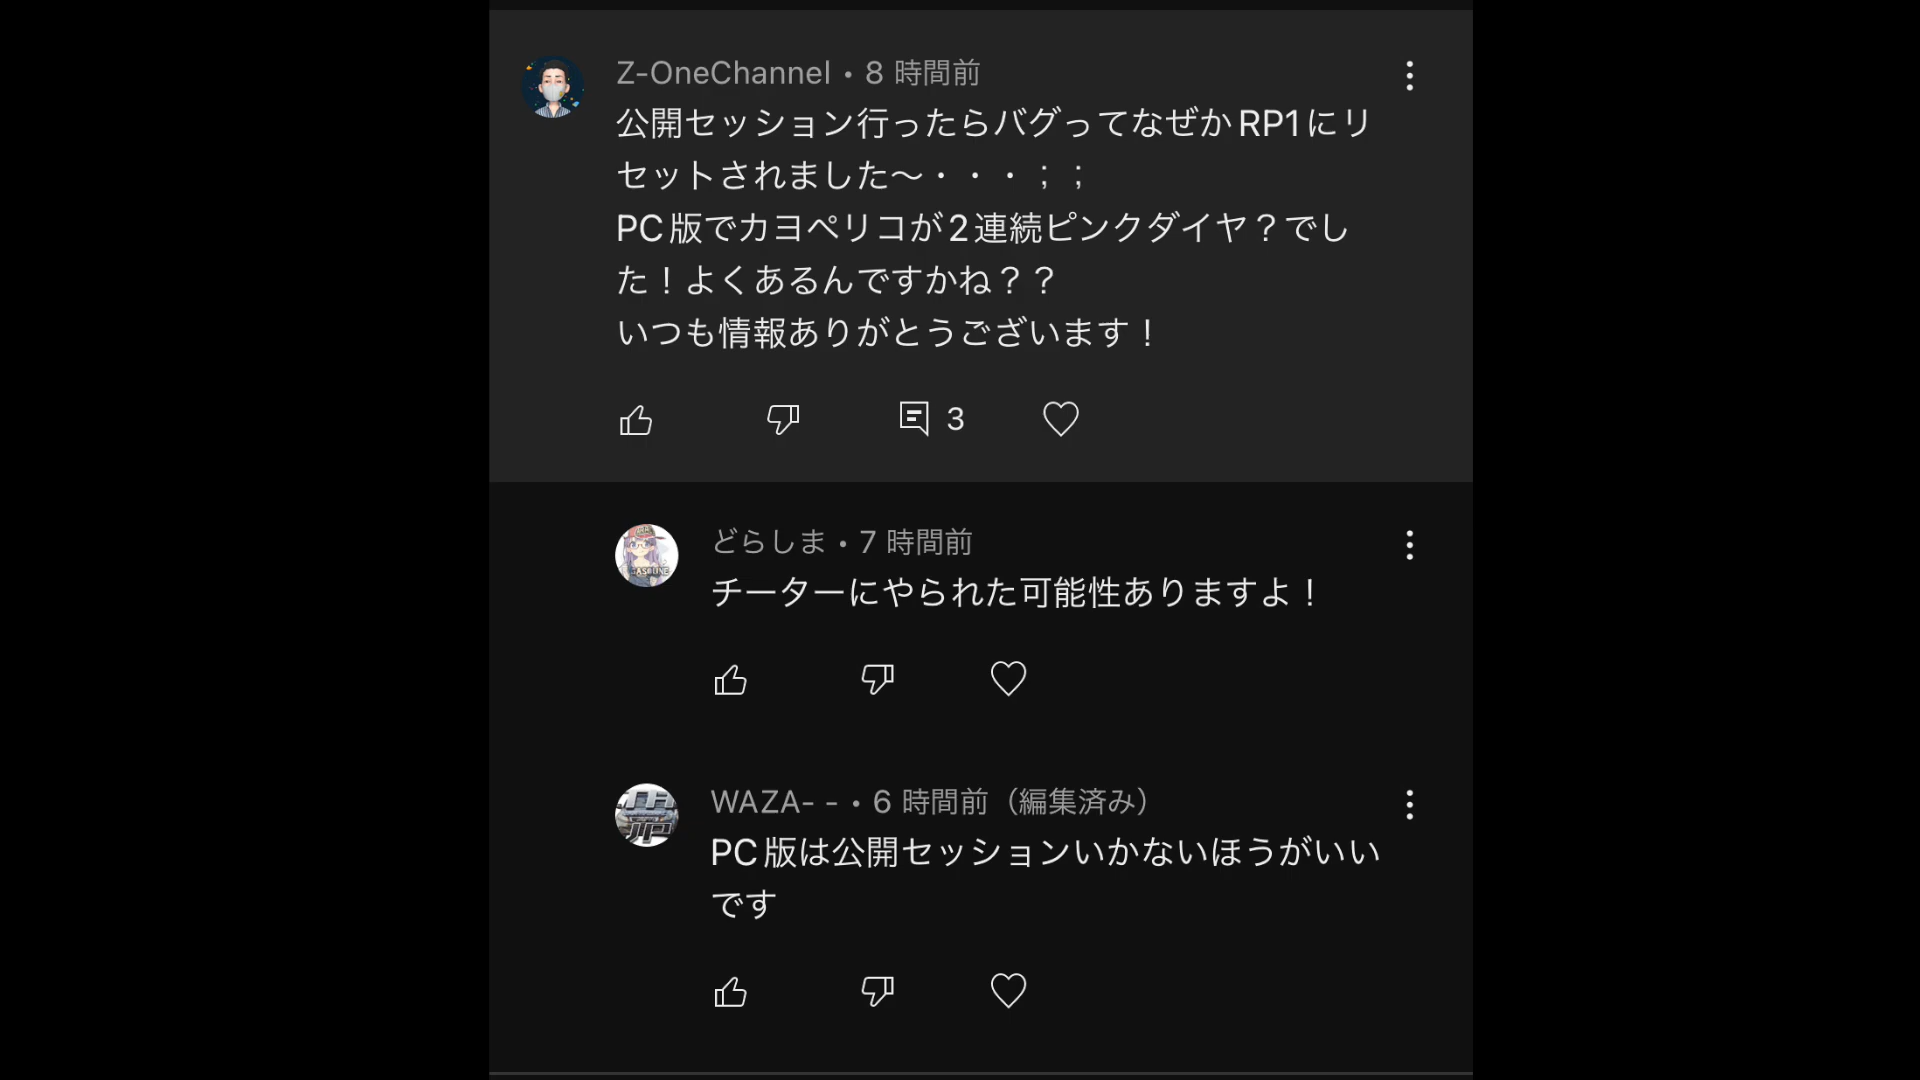 Z-OneChannel • 8 時間前
公開セッション行ったらバグってなぜかRP1にリ
セットされました〜・・・；；
PC版でカヨペリコが2連続ピンクダイヤ？でし
た！よくあるんですかね？？
いつも情報ありがとうございます！
3
どらしま • 7 時間前
チーターにやられた可能性ありますよ！
WAZA- - • 6 時間前（編集済み）
PC版は公開セッションいかないほうがいい
です